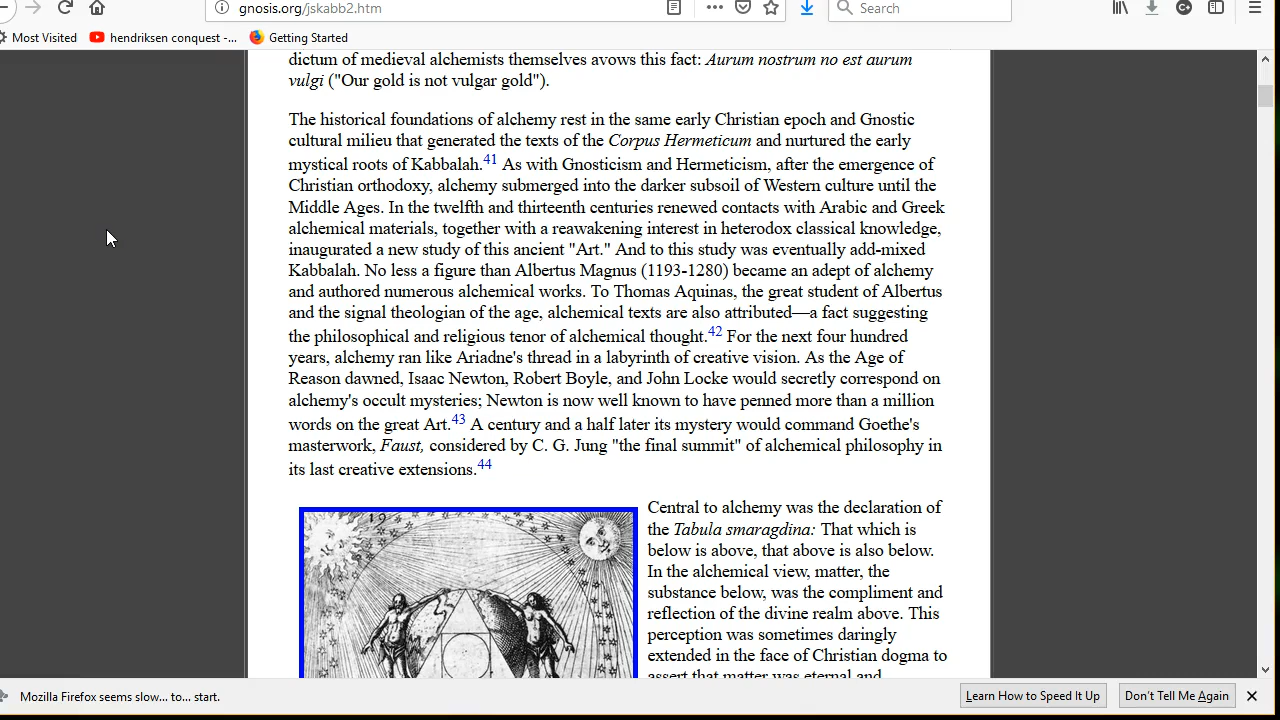 gnosis.org/jskabb2.htm
Search
Most Visited
hendriksen conquest -...
Getting Started
dictum of medieval alchemists themselves avows this fact: Aurum nostrum no est aurum
vulgi ("Our gold is not vulgar gold").
The historical foundations of alchemy rest in the same early Christian epoch and Gnostic
cultural milieu that generated the texts of the Corpus Hermeticum and nurtured the early
mystical roots of Kabbalah.41 As with Gnosticism and Hermeticism, after the emergence of
Christian orthodoxy, alchemy submerged into the darker subsoil of Western culture until the
Middle Ages. In the twelfth and thirteenth centuries renewed contacts with Arabic and Greek
alchemical materials, together with a reawakening interest in heterodox classical knowledge,
inaugurated a new study of this ancient "Art." And to this study was eventually add-mixed
Kabbalah. No less a figure than Albertus Magnus (1193-1280) became an adept of alchemy
and authored numerous alchemical works. To Thomas Aquinas, the great student of Albertus
and the signal theologian of the age, alchemical texts are also attributed—a fact suggesting
the philosophical and religious tenor of alchemical thought.42 For the next four hundred
years, alchemy ran like Ariadne's thread in a labyrinth of creative vision. As the Age of
Reason dawned, Isaac Newton, Robert Boyle, and John Locke would secretly correspond on
alchemy's occult mysteries; Newton is now well known to have penned more than a million
words on the great Art.43 A century and a half later its mystery would command Goethe's
masterwork, Faust, considered by C. G. Jung "the final summit" of alchemical philosophy in
its last creative extensions.44
Central to alchemy was the declaration of
the Tabula smaragdina: That which is
below is above, that above is also below.
In the alchemical view, matter, the
substance below, was the compliment and
reflection of the divine realm above. This
perception was sometimes daringly
extended in the face of Christian dogma to
assert that matter was eternal and
Mozilla Firefox seems slow... to... start.
Learn How to Speed It Up
Don't Tell Me Again